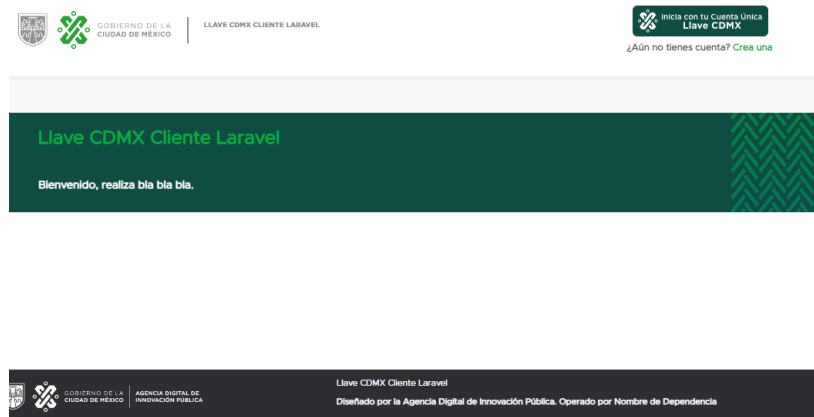 GOBIERNO DE LA
CIUDAD DE MÉXICO
LLAVE CDMX CLIENTE LARAVEL
Inicia con tu Cuenta Única
Llave CDMX
¿Aún no tienes cuenta? Crea una
Llave CDMX Cliente Laravel
Bienvenido, realiza bla bla bla.
GOBIERNO DE LA
CIUDAD DE MÉXICO
AGENCIA DIGITAL DE
INNOVACIÓN PÚBLICA
Llave CDMX Cliente Laravel
Diseñado por la Agencia Digital de Innovación Pública. Operado por Nombre de Dependencia